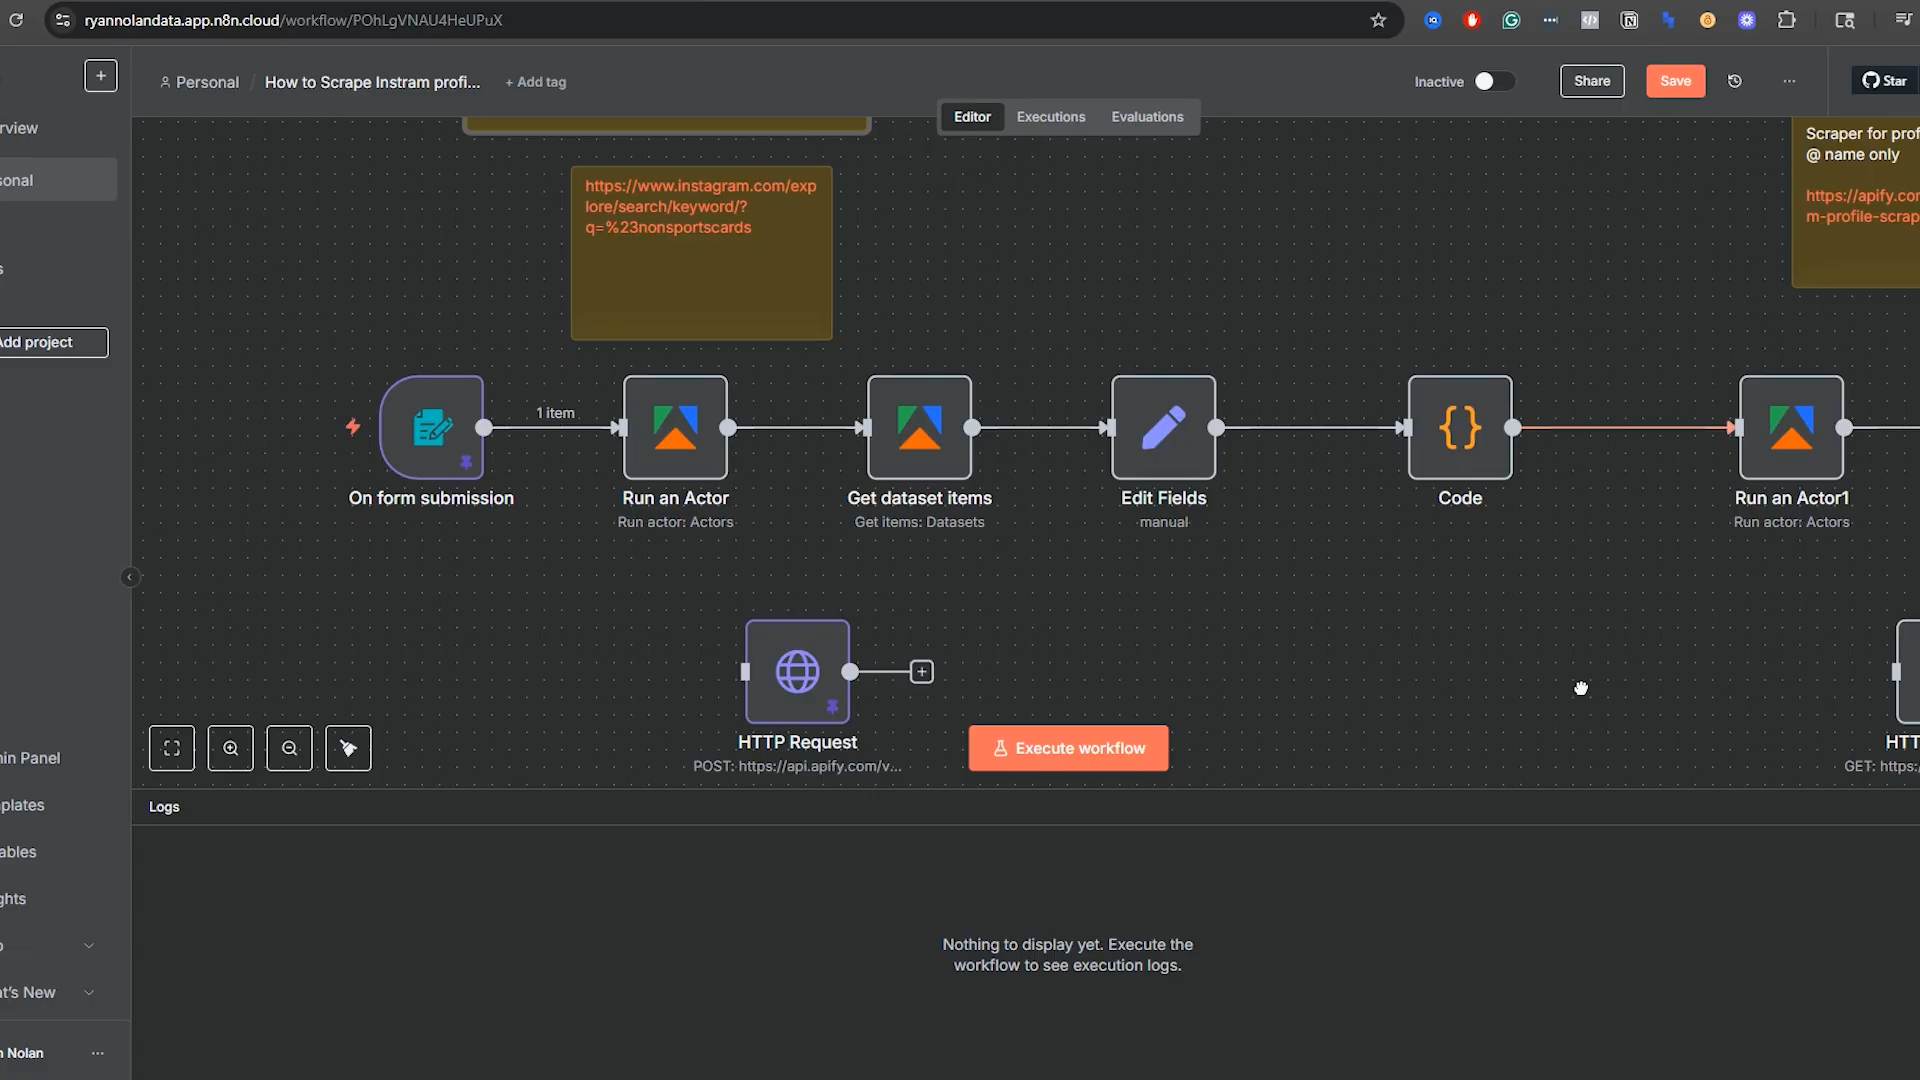 ryannolandata.app.n8n.cloud/workflow/POhLgVNAU4HeUPuX
Personal / How to Scrape Instram profi... + Add tag
Inactive
Share
Save
Star
Editor
Executions
Evaluations
rview
sonal
s
Add project
https://www.instagram.com/exp
lore/search/keyword/?
q=%23nonsportscards
Scraper for prof
@ name only
https://apify.cor
m-profile-scrap
1 item
On form submission
Run an Actor
Run actor: Actors
Get dataset items
Get items: Datasets
Edit Fields
manual
{}
Code
Run an Actor1
Run actor: Actors
HTTP Request
POST: https://api.apify.com/v...
HTT
GET: https:/
Execute workflow
min Panel
plates
ables
ghts
p
at's New
n Nolan
Logs
Nothing to display yet. Execute the
workflow to see execution logs.